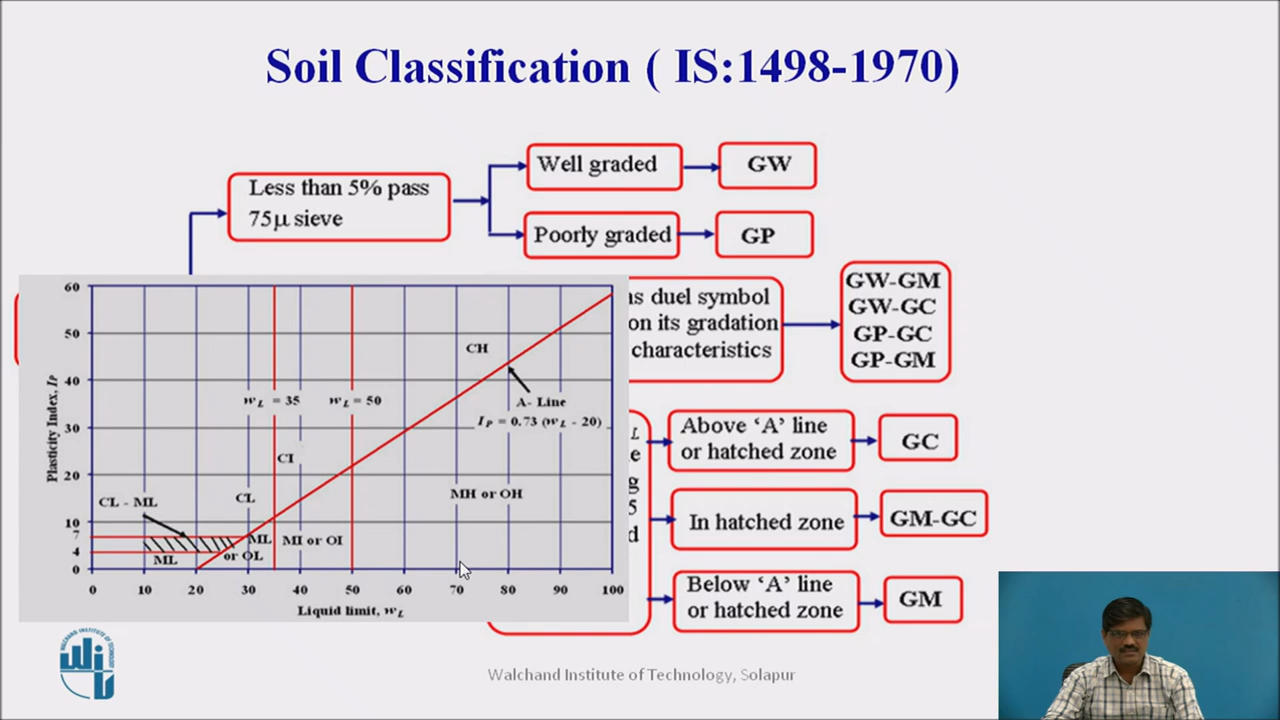 Soil Classification ( IS:1498-1970)
Less than 5% pass
75μ sieve
Well graded
GW
Poorly graded
GP
as duel symbol
on its gradation
characteristics
GW-GM
GW-GC
GP-GC
GP-GM
L
e
g
5
d
Above ‘A’ line
or hatched zone
GC
In hatched zone
GM-GC
Below ‘A’ line
or hatched zone
GM
60
50
40
30
20
10
7
4
0
Plasticity Index, IP
CH
wL = 35
wL = 50
A- Line
IP = 0.73 (wL - 20)
CI
CL
CL - ML
MH or OH
ML
MI or OI
ML
or OL
0 10 20 30 40 50 60 70 80 90 100
Liquid limit, wL
WALCHAND INSTITUTE OF TECHNOLOGY
Walchand Institute of Technology, Solapur